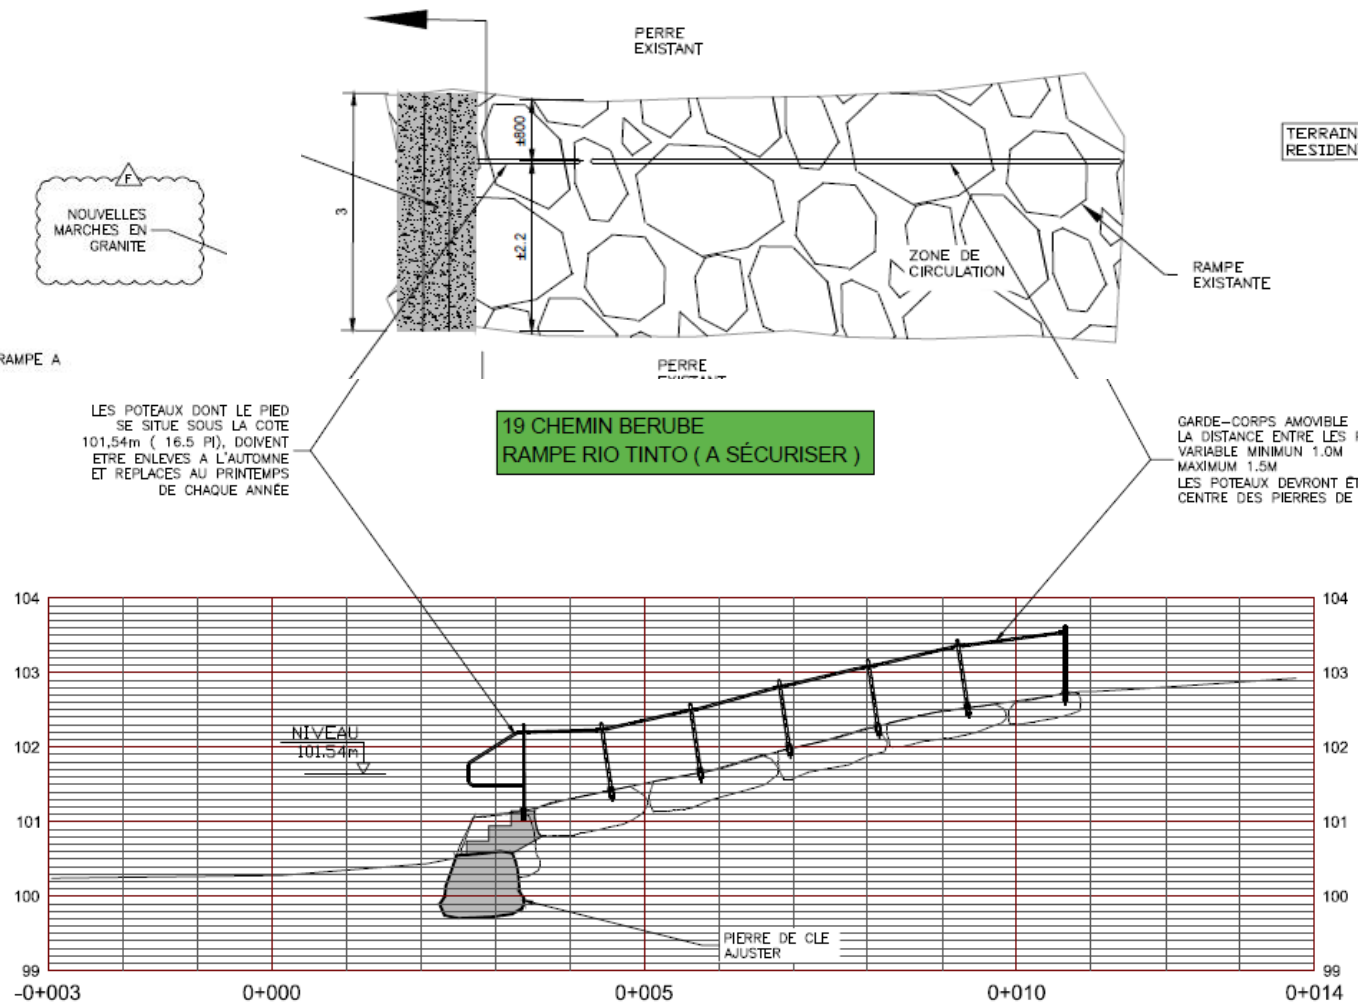 PERRE
EXISTANT
TERRAIN
RESIDEN
F
NOUVELLES
MARCHES EN
GRANITE
3
±800
±2.2
ZONE DE
CIRCULATION
RAMPE
EXISTANTE
RAMPE A
PERRE
EXISTANT
LES POTEAUX DONT LE PIED
SE SITUE SOUS LA COTE
101,54m ( 16.5 PI), DOIVENT
ETRE ENLEVES A L'AUTOMNE
ET REPLACES AU PRINTEMPS
DE CHAQUE ANNÉE
19 CHEMIN BERUBE
RAMPE RIO TINTO ( A SÉCURISER )
GARDE-CORPS AMOVIBLE
LA DISTANCE ENTRE LES
VARIABLE MINIMUN 1.0M
MAXIMUM 1.5M
LES POTEAUX DEVRONT ÊT
CENTRE DES PIERRES DE
104
104
103
103
NIVEAU
101.54m
102
102
101
101
100
100
PIERRE DE CLE
AJUSTER
99
99
-0+003
0+000
0+005
0+010
0+014